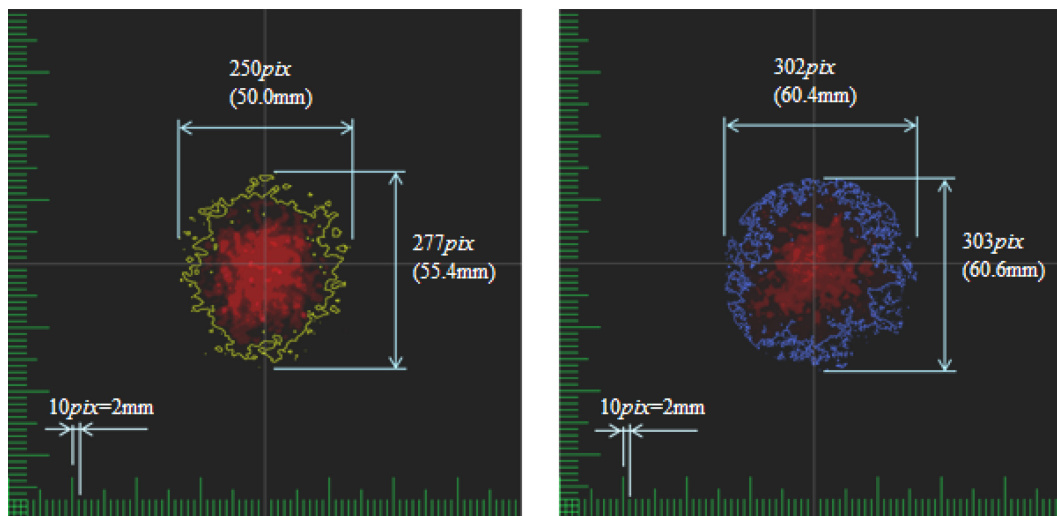 250pix
(50.0mm)
277pix
(55.4mm)
10pix=2mm
302pix
(60.4mm)
303pix
(60.6mm)
10pix=2mm